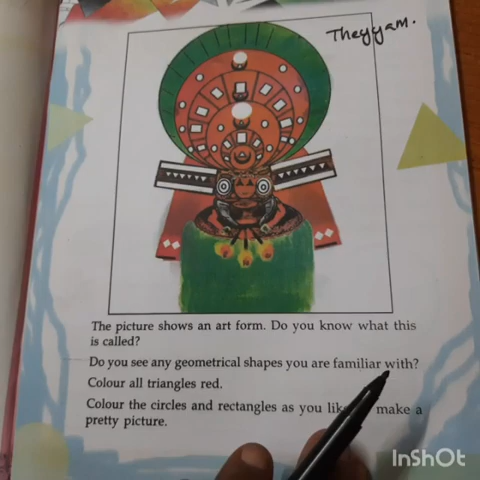 Theyyam.
The picture shows an art form. Do you know what this
is called?
Do you see any geometrical shapes you are familiar with?
Colour all triangles red.
Colour the circles and rectangles as you make a
pretty picture.
InShOt